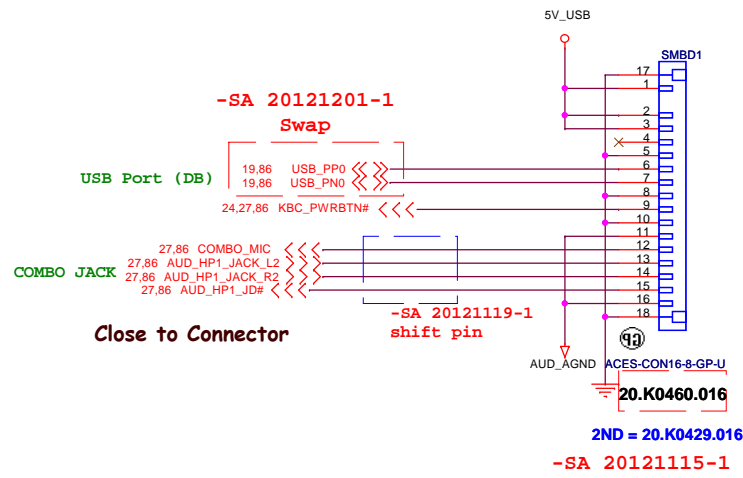 5V_USB
SMBD1
17
1
-SA 20121201-1
Swap
2
3
4
5
USB Port (DB)
19,86 USB_PP0
6
19,86 USB_PN0
7
8
24,27,86 KBC_PWRBTN#
9
10
11
COMBO JACK
27,86 COMBO_MIC
12
27,86 AUD_HP1_JACK_L2
13
27,86 AUD_HP1_JACK_R2
14
27,86 AUD_HP1_JD#
15
16
18
-SA 20121119-1
shift pin
Close to Connector
GP
AUD_AGND
ACES-CON16-8-GP-U
20.K0460.016
2ND = 20.K0429.016
-SA 20121115-1